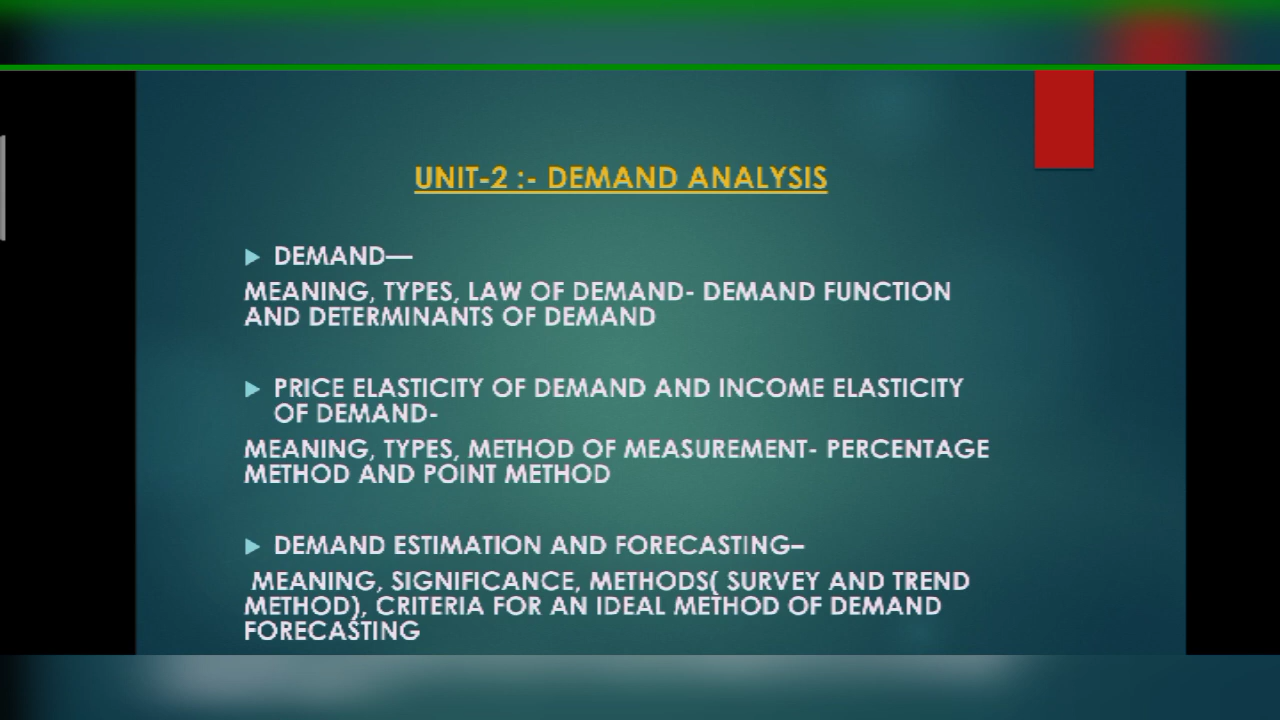 UNIT-2 :- DEMAND ANALYSIS
DEMAND—
MEANING, TYPES, LAW OF DEMAND- DEMAND FUNCTION
AND DETERMINANTS OF DEMAND
PRICE ELASTICITY OF DEMAND AND INCOME ELASTICITY
OF DEMAND-
MEANING, TYPES, METHOD OF MEASUREMENT- PERCENTAGE
METHOD AND POINT METHOD
DEMAND ESTIMATION AND FORECASTING–
MEANING, SIGNIFICANCE, METHODS( SURVEY AND TREND
METHOD), CRITERIA FOR AN IDEAL METHOD OF DEMAND
FORECASTING